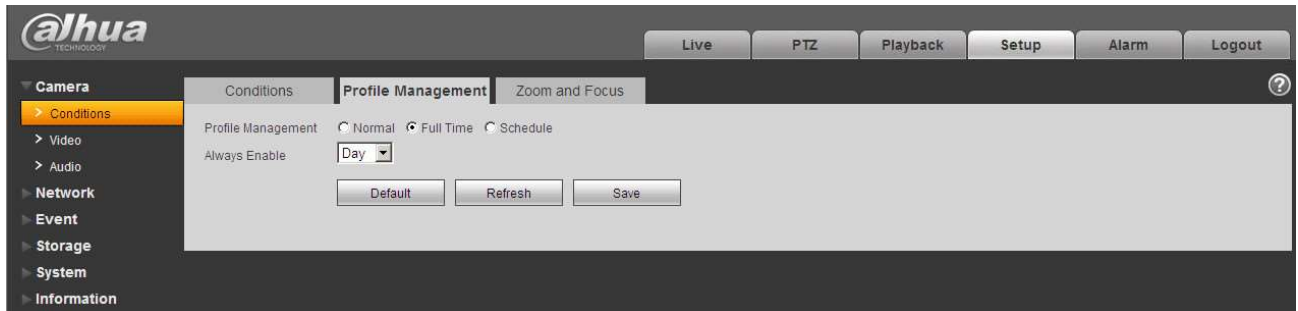 alhua
TECHNOLOGY
Live PTZ Playback Setup Alarm Logout
Camera
Conditions Profile Management Zoom and Focus
?
> Conditions
Profile Management Normal Full Time Schedule
> Video
Always Enable Day
> Audio
Network
Default Refresh Save
Event
Storage
System
Information